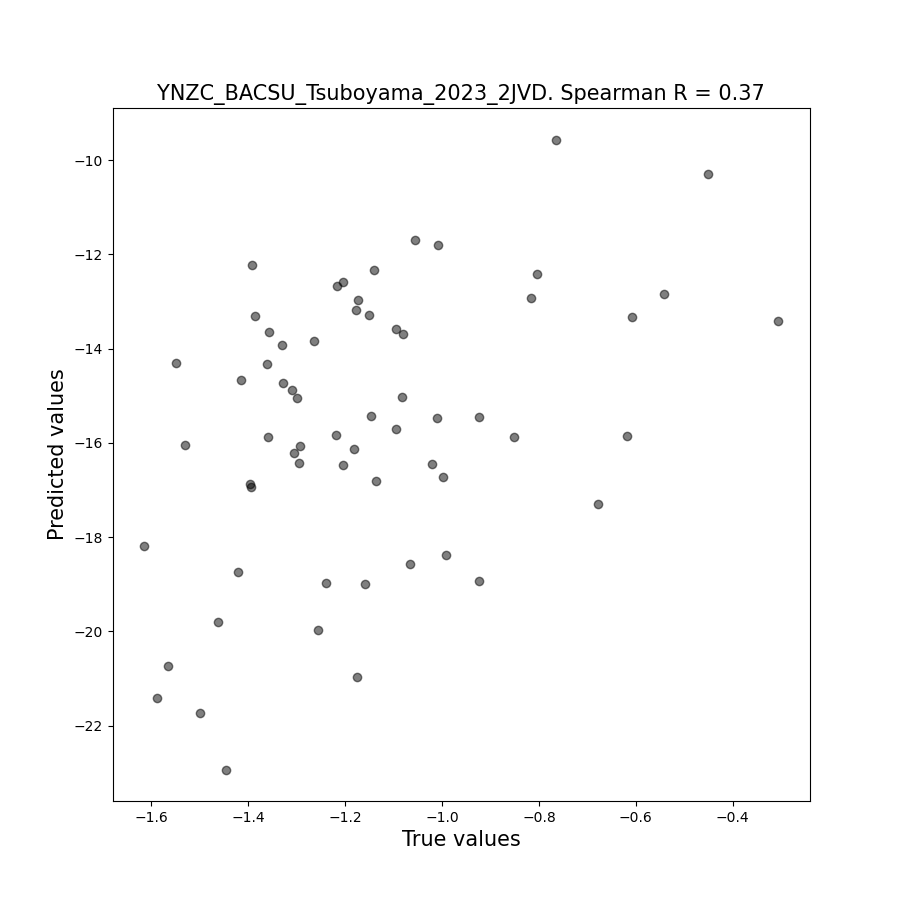 YNZC_BACSU_Tsuboyama_2023_2JVD. Spearman R = 0.37
Predicted values
−10
−12
−14
−16
−18
−20
−22
−1.6 −1.4 −1.2 −1.0 −0.8 −0.6 −0.4
True values